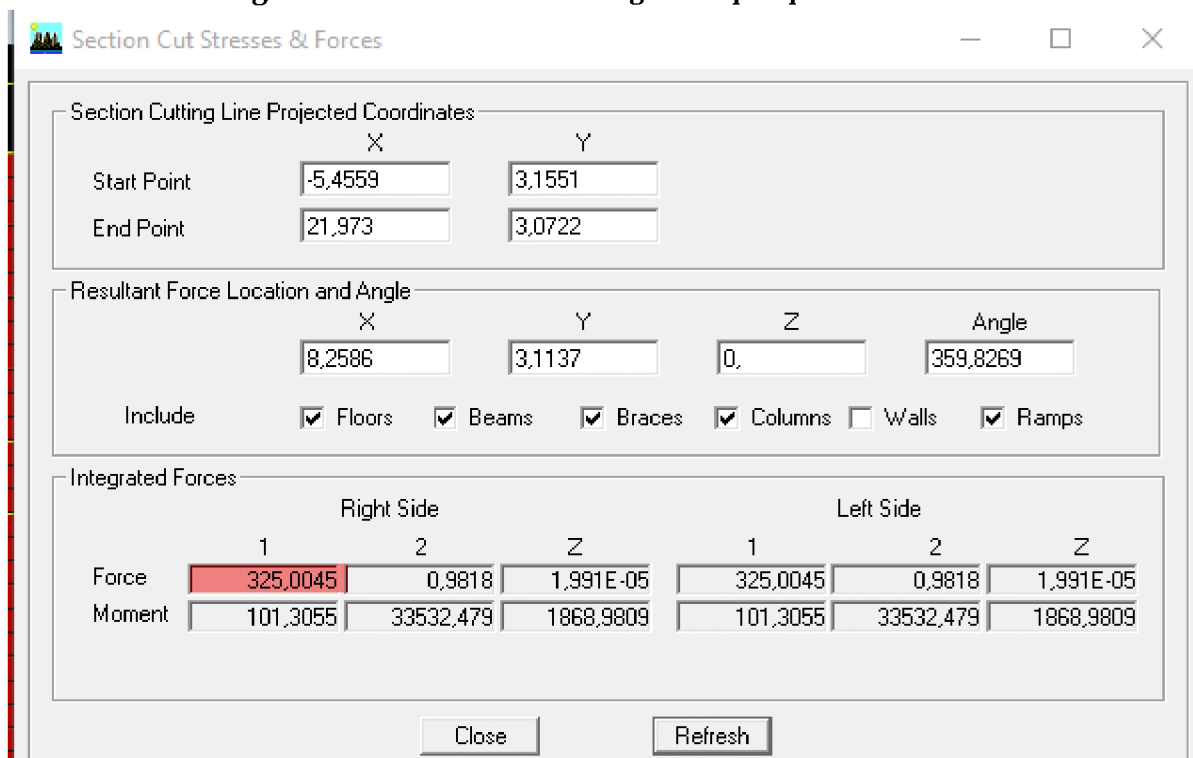 Section Cut Stresses & Forces
Section Cutting Line Projected Coordinates
X Y
Start Point -5,4559 3,1551
End Point 21,973 3,0722
Resultant Force Location and Angle
X Y Z Angle
8,2586 3,1137 0, 359,8269
Include Floors Beams Braces Columns Walls Ramps
Integrated Forces
Right Side Left Side
1 2 Z 1 2 Z
Force 325,0045 0,9818 1,991E-05 325,0045 0,9818 1,991E-05
Moment 101,3055 33532,479 1868,9809 101,3055 33532,479 1868,9809
Close Refresh